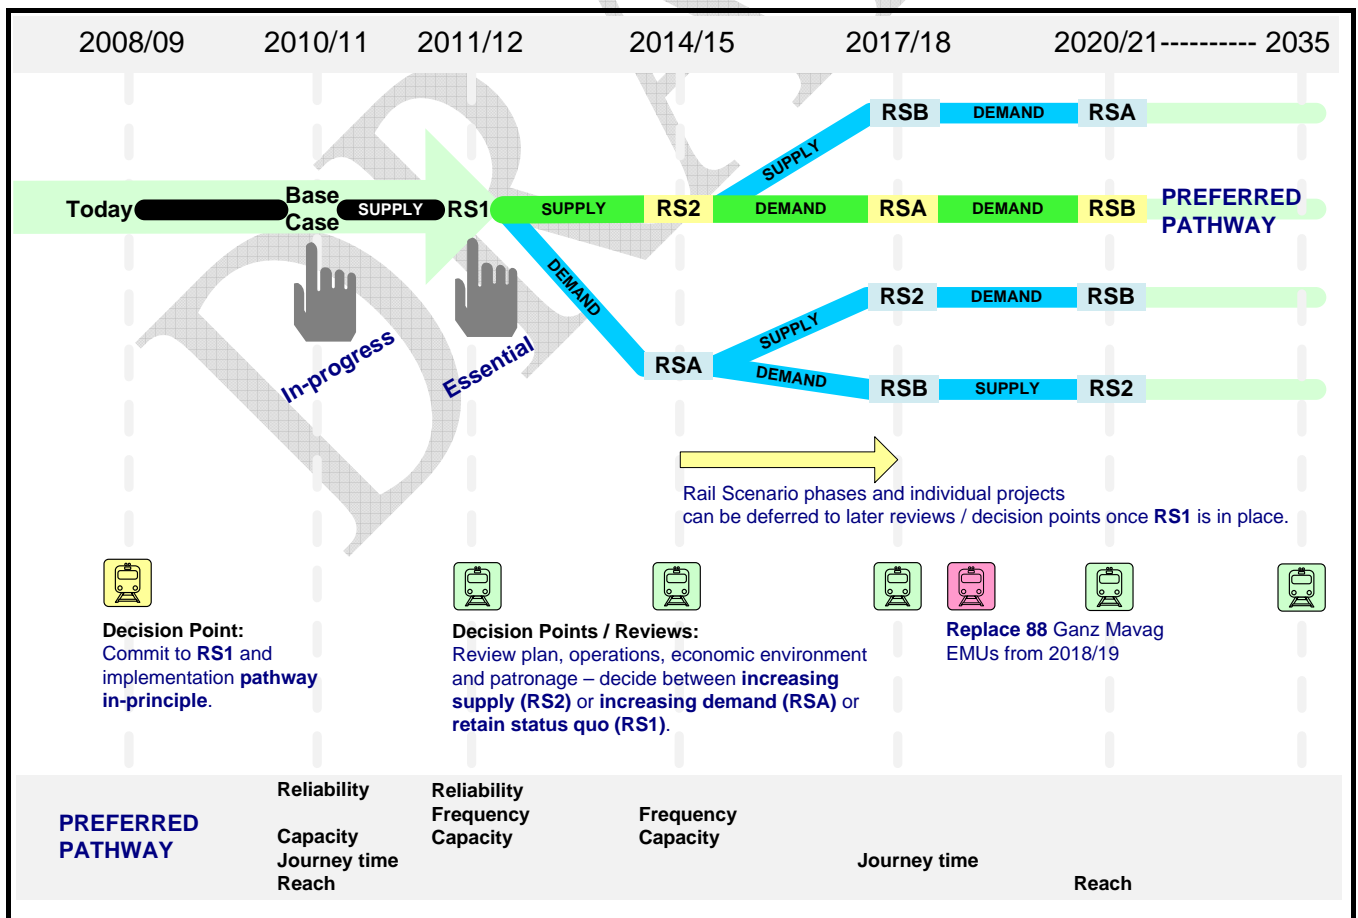 2008/09 2010/11 2011/12 2014/15 2017/18 2020/21---------- 2035
RSB DEMAND RSA
SUPPLY
Today Base Case SUPPLY RS1 SUPPLY RS2 DEMAND RSA DEMAND RSB PREFERRED PATHWAY
DEMAND
RS2 DEMAND RSB
SUPPLY
In-progress
Essential
RSA
DEMAND
RSB SUPPLY RS2
Rail Scenario phases and individual projects
can be deferred to later reviews / decision points once RS1 is in place.
Decision Point:
Commit to RS1 and
implementation pathway
in-principle.
Decision Points / Reviews:
Review plan, operations, economic environment
and patronage – decide between increasing
supply (RS2) or increasing demand (RSA) or
retain status quo (RS1).
Replace 88 Ganz Mavag
EMUs from 2018/19
PREFERRED
PATHWAY
Reliability
Capacity
Journey time
Reach
Reliability
Frequency
Capacity
Frequency
Capacity
Journey time
Reach